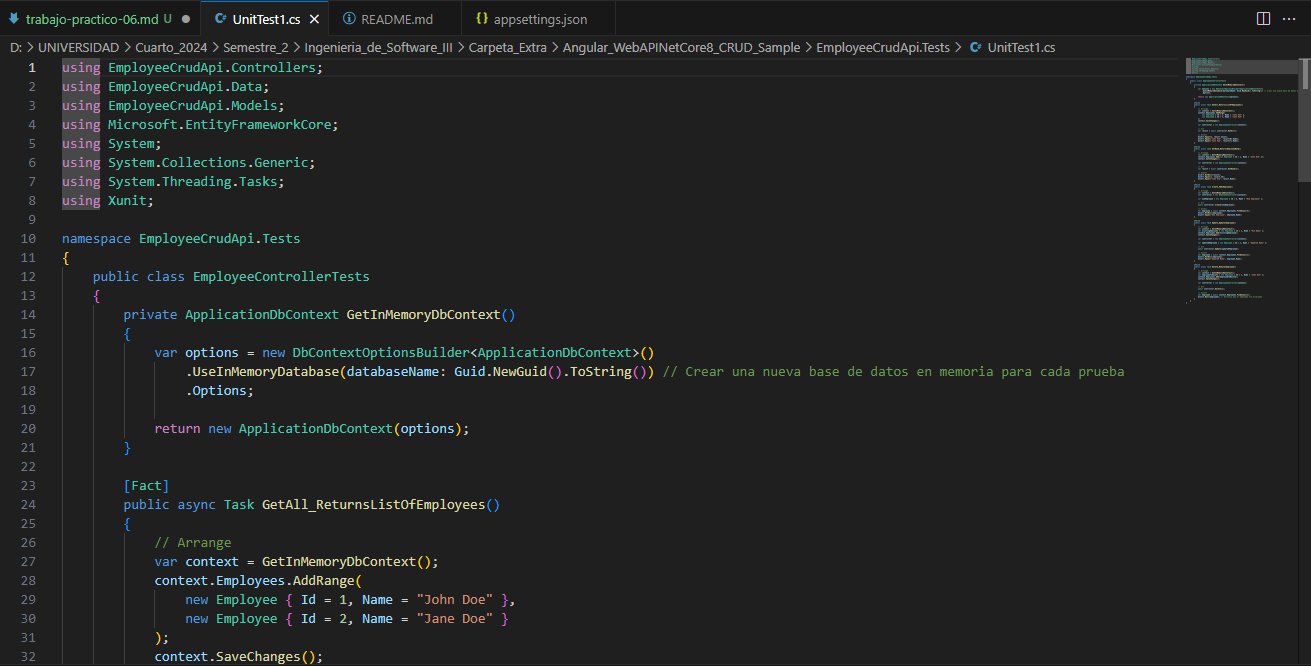 trabajo-practico-06.md U ●
C# UnitTest1.cs ×
README.md
{} appsettings.json
D: > UNIVERSIDAD > Cuarto_2024 > Semestre_2 > Ingenieria_de_Software_III > Carpeta_Extra > Angular_WebAPINetCore8_CRUD_Sample > EmployeeCrudApi.Tests > C# UnitTest1.cs
1 using EmployeeCrudApi.Controllers;
2 using EmployeeCrudApi.Data;
3 using EmployeeCrudApi.Models;
4 using Microsoft.EntityFrameworkCore;
5 using System;
6 using System.Collections.Generic;
7 using System.Threading.Tasks;
8 using Xunit;
9
10 namespace EmployeeCrudApi.Tests
11 {
12 public class EmployeeControllerTests
13 {
14 private ApplicationDbContext GetInMemoryDbContext()
15 {
16 var options = new DbContextOptionsBuilder<ApplicationDbContext>()
17 .UseInMemoryDatabase(databaseName: Guid.NewGuid().ToString()) // Crear una nueva base de datos en memoria para cada prueba
18 .Options;
19
20 return new ApplicationDbContext(options);
21 }
22
23 [Fact]
24 public async Task GetAll_ReturnsListOfEmployees()
25 {
26 // Arrange
27 var context = GetInMemoryDbContext();
28 context.Employees.AddRange(
29 new Employee { Id = 1, Name = "John Doe" },
30 new Employee { Id = 2, Name = "Jane Doe" }
31 );
32 context.SaveChanges();